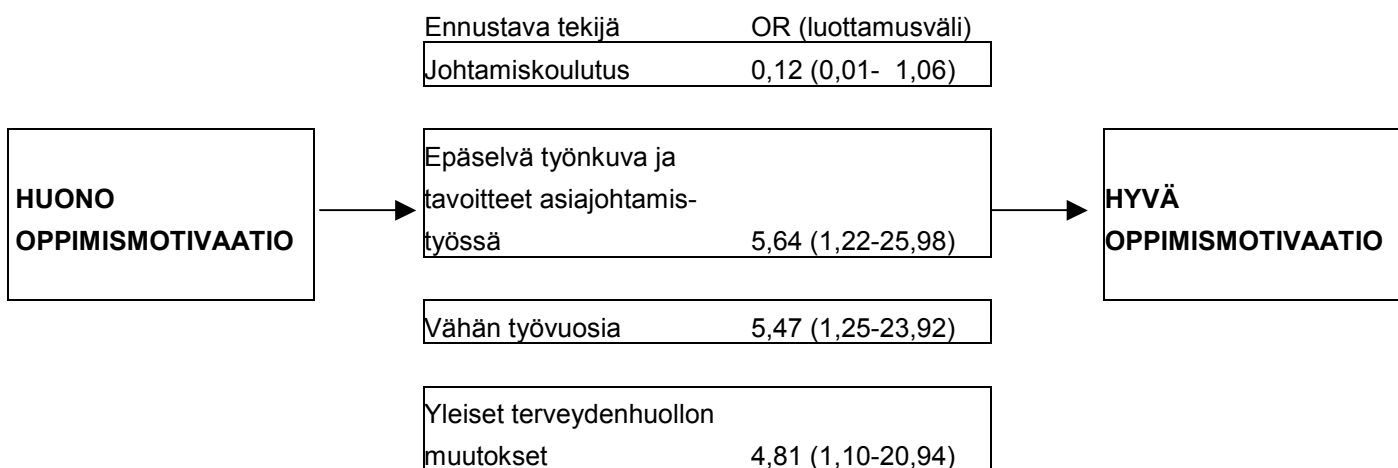 Ennustava tekijä OR (luottamusväli)
Johtamiskoulutus 0,12 (0,01- 1,06)
HUONO
OPPIMISMOTIVAATIO
Epäselvä työnkuva ja
tavoitteet asiajohtamis-
työssä 5,64 (1,22-25,98)
HYVÄ
OPPIMISMOTIVAATIO
Vähän työvuosia 5,47 (1,25-23,92)
Yleiset terveydenhuollon
muutokset 4,81 (1,10-20,94)